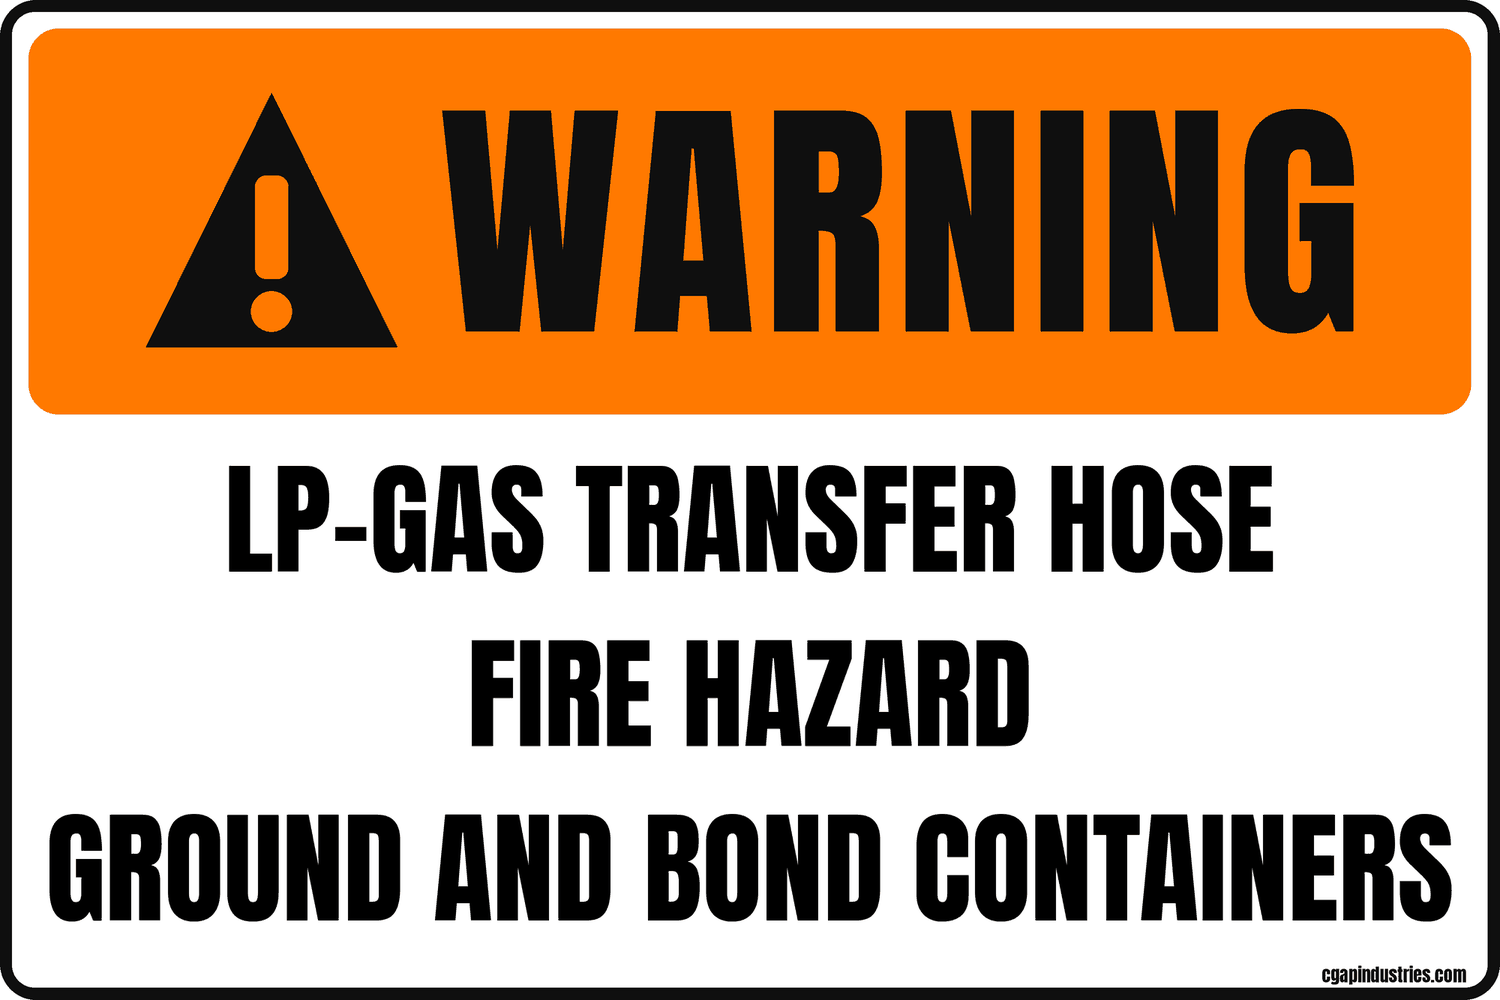 WARNING
LP-GAS TRANSFER HOSE
FIRE HAZARD
GROUND AND BOND CONTAINERS
cgapindustries.com